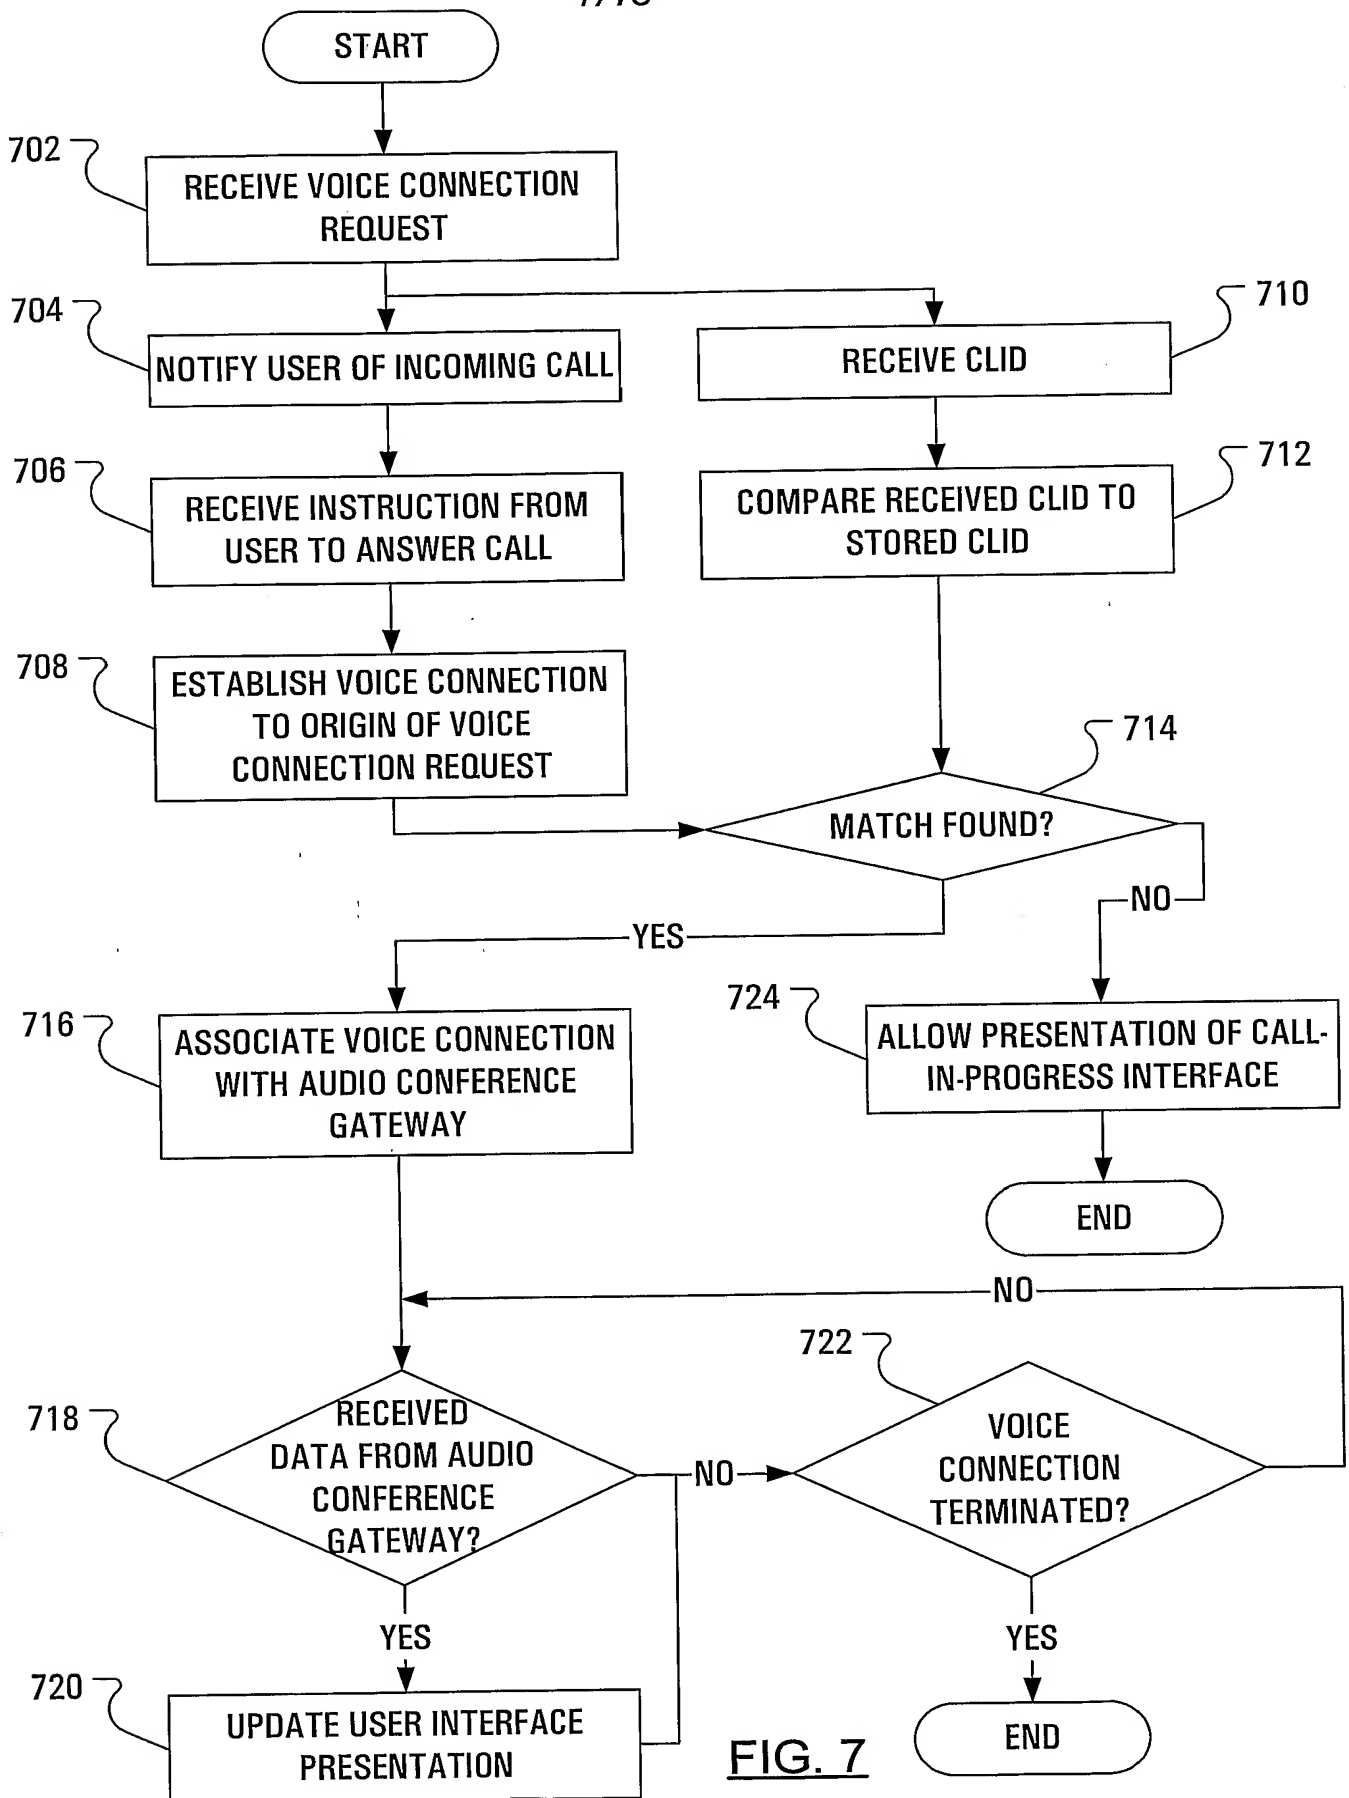 START
702
RECEIVE VOICE CONNECTION
REQUEST
704
NOTIFY USER OF INCOMING CALL
710
RECEIVE CLID
706
RECEIVE INSTRUCTION FROM
USER TO ANSWER CALL
712
COMPARE RECEIVED CLID TO
STORED CLID
708
ESTABLISH VOICE CONNECTION
TO ORIGIN OF VOICE
CONNECTION REQUEST
714
MATCH FOUND?
NO
YES
716
ASSOCIATE VOICE CONNECTION
WITH AUDIO CONFERENCE
GATEWAY
724
ALLOW PRESENTATION OF CALL-
IN-PROGRESS INTERFACE
END
NO
718
RECEIVED
DATA FROM AUDIO
CONFERENCE
GATEWAY?
NO
722
VOICE
CONNECTION
TERMINATED?
YES
YES
720
UPDATE USER INTERFACE
PRESENTATION
END
FIG. 7